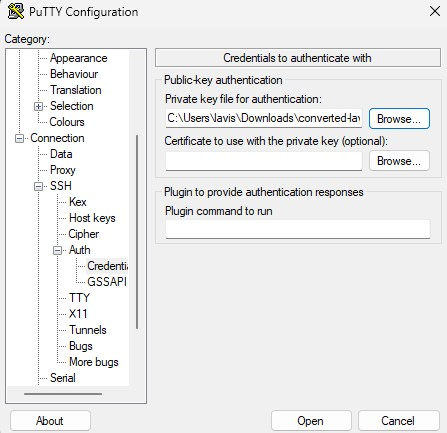 PuTTY Configuration
Category:
Appearance
Behaviour
Translation
Selection
Colours
Connection
Data
Proxy
SSH
Kex
Host keys
Cipher
Auth
Credentia
GSSAPI
TTY
X11
Tunnels
Bugs
More bugs
Serial
Credentials to authenticate with
Public-key authentication
Private key file for authentication:
C:\Users\lavis\Downloads\converted-lav
Browse...
Certificate to use with the private key (optional):
Browse...
Plugin to provide authentication responses
Plugin command to run
About
Open
Cancel